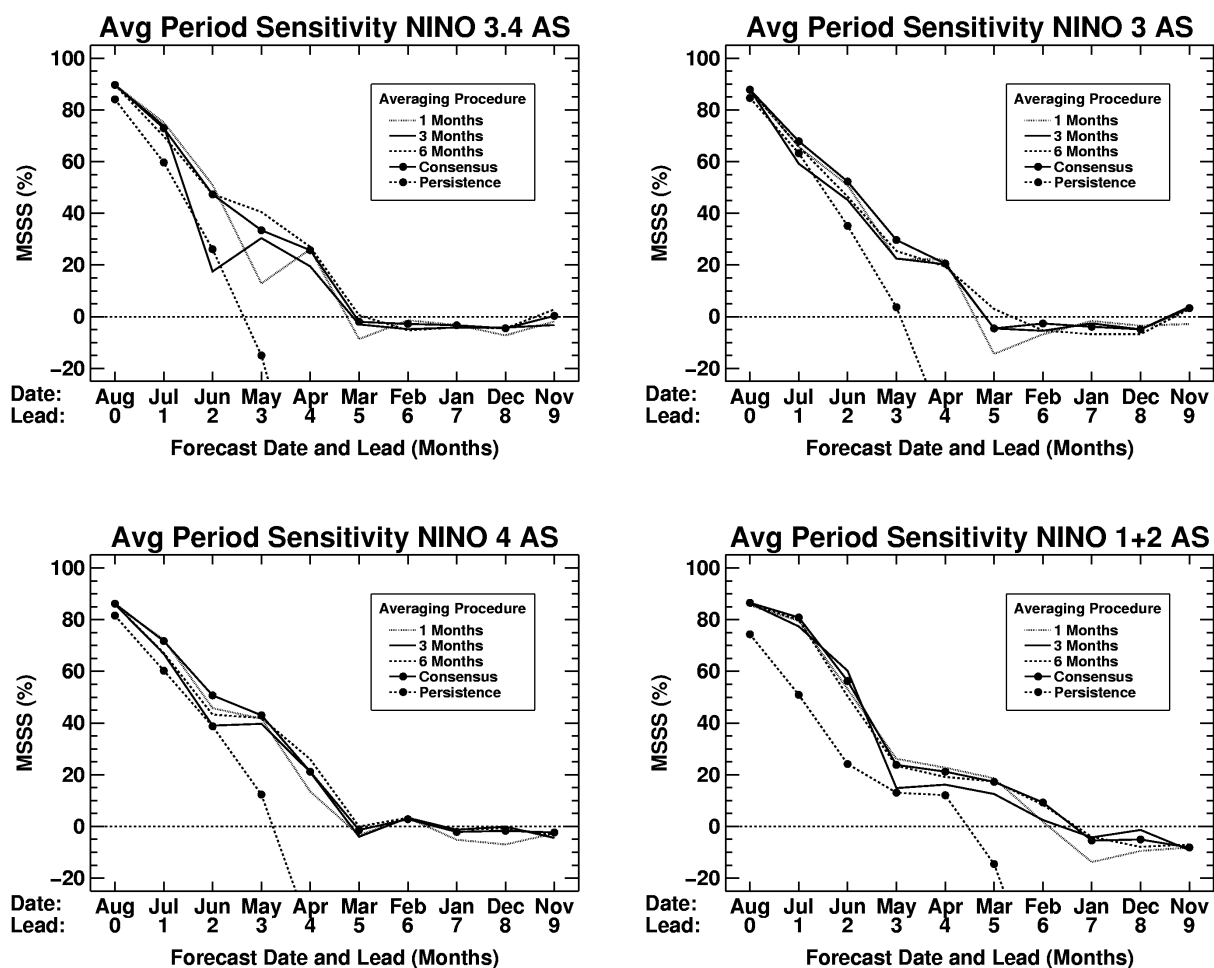 Avg Period Sensitivity NINO 3.4 AS
100
80
60
40
20
0
−20
MSSS (%)
Averaging Procedure
1 Months
3 Months
6 Months
Consensus
Persistence
Date: Aug Jul Jun May Apr Mar Feb Jan Dec Nov
Lead: 0 1 2 3 4 5 6 7 8 9
Forecast Date and Lead (Months)
Avg Period Sensitivity NINO 3 AS
100
80
60
40
20
0
−20
MSSS (%)
Averaging Procedure
1 Months
3 Months
6 Months
Consensus
Persistence
Date: Aug Jul Jun May Apr Mar Feb Jan Dec Nov
Lead: 0 1 2 3 4 5 6 7 8 9
Forecast Date and Lead (Months)
Avg Period Sensitivity NINO 4 AS
100
80
60
40
20
0
−20
MSSS (%)
Averaging Procedure
1 Months
3 Months
6 Months
Consensus
Persistence
Date: Aug Jul Jun May Apr Mar Feb Jan Dec Nov
Lead: 0 1 2 3 4 5 6 7 8 9
Forecast Date and Lead (Months)
Avg Period Sensitivity NINO 1+2 AS
100
80
60
40
20
0
−20
MSSS (%)
Averaging Procedure
1 Months
3 Months
6 Months
Consensus
Persistence
Date: Aug Jul Jun May Apr Mar Feb Jan Dec Nov
Lead: 0 1 2 3 4 5 6 7 8 9
Forecast Date and Lead (Months)